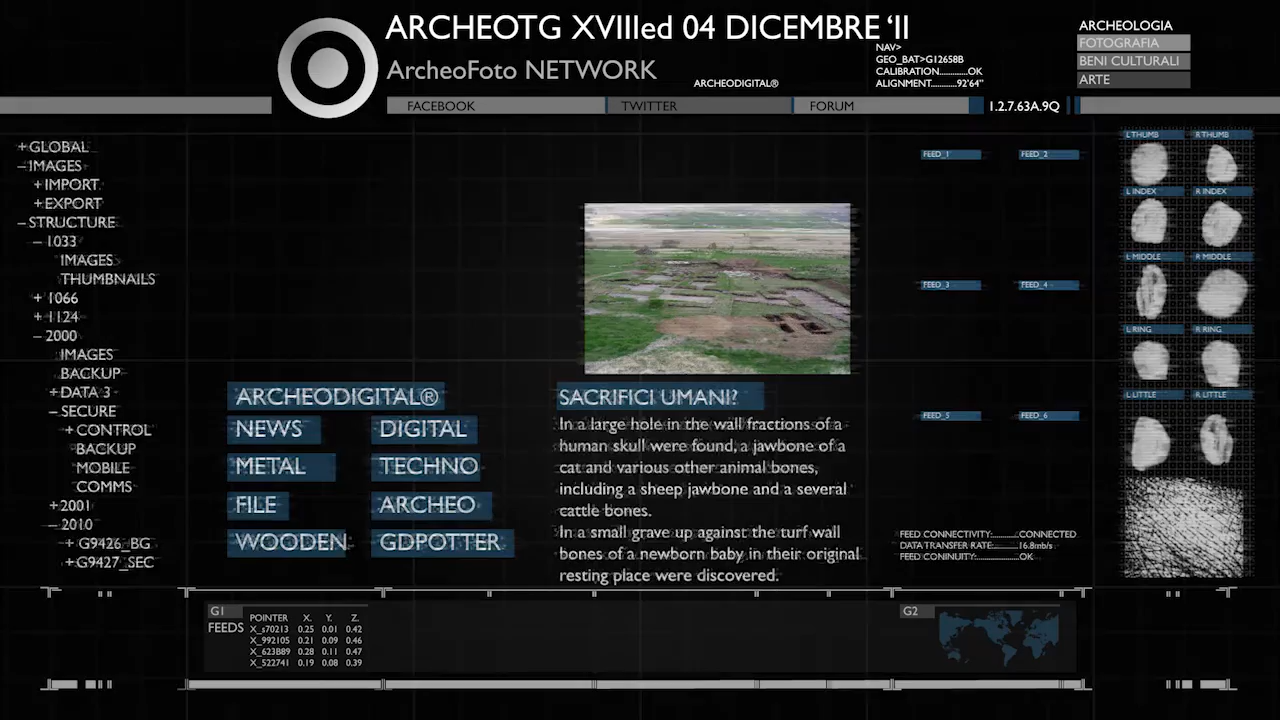 ARCHEOTG XVIIIed 04 DICEMBRE ‘II
ArcheoFoto NETWORK
ARCHEODIGITAL®
NAV>
GEO_BAT>G12658B
CALIBRATION.............OK
ALIGNMENT...........92'64"
ARCHEOLOGIA
FOTOGRAFIA
BENI CULTURALI
ARTE
FACEBOOK
TWITTER
FORUM
1.2.7.63A.9Q
+GLOBAL
–IMAGES
+IMPORT.
+EXPORT
–STRUCTURE
–1033
IMAGES
THUMBNAILS
+1066
+1124
–2000
IMAGES
BACKUP
+DATA 3
–SECURE
+CONTROL
BACKUP
MOBILE
COMMS
+2001
–2010
+G9426_BG
+G9427_SEC
ARCHEODIGITAL®
NEWS
DIGITAL
METAL
TECHNO
FILE
ARCHEO
WOODEN
GDPOTTER
SACRIFICI UMANI?
In a large hole in the wall fractions of a
human skull were found, a jawbone of a
cat and various other animal bones,
including a sheep jawbone and a several
cattle bones.
In a small grave up against the turf wall
bones of a newborn baby in their original
resting place were discovered.
FEED_1
FEED_2
FEED_3
FEED_4
FEED_5
FEED_6
FEED CONNECTIVITY:...........CONNECTED
DATA TRANSFER RATE:..........16.8mb/s
FEED CONINUITY:......................OK
L THUMB
R THUMB
L INDEX
R INDEX
L MIDDLE
R MIDDLE
L RING
R RING
L LITTLE
R LITTLE
G1
FEEDS
POINTER X. Y. Z.
X_s70213 0.25 0.01 0.42
X_992105 0.21 0.09 0.46
X_623B89 0.28 0.11 0.47
X_522741 0.19 0.08 0.39
G2